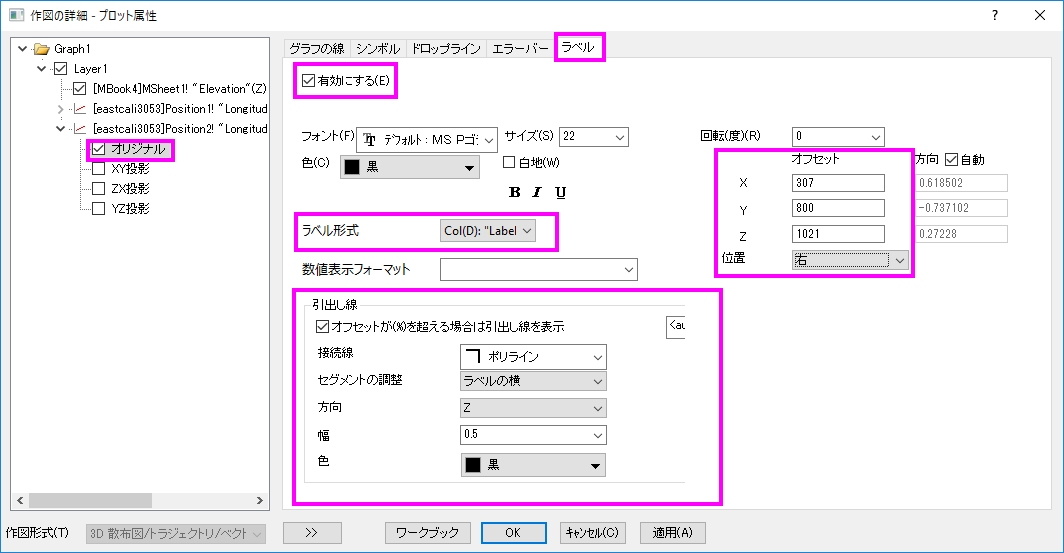 作図の詳細 - プロット属性
?
Graph1
Layer1
[MBook4]MSheet1! "Elevation"(Z)
[eastcali3053]Position1! "Longitud
[eastcali3053]Position2! "Longitud
オリジナル
XY投影
ZX投影
YZ投影
グラフの線 シンボル ドロップライン エラーバー ラベル
有効にする(E)
フォント(F) デフォルト : MS Pゴ サイズ(S) 22 回転(度)(R) 0
色(C) 黒 白地(W)
B I U
オフセット 方向 自動
X 307 0.618502
Y 800 -0.737102
Z 1021 0.27228
位置 右
ラベル形式 Col(D): "Label
数値表示フォーマット
引出し線
オフセットが(%)を超える場合は引出し線を表示 <au
接続線 ポリライン
セグメントの調整 ラベルの横
方向 Z
幅 0.5
色 黒
作図形式(T) 3D 散布図/トラジェクトリ/ベクト >> ワークブック OK キャンセル(C) 適用(A)